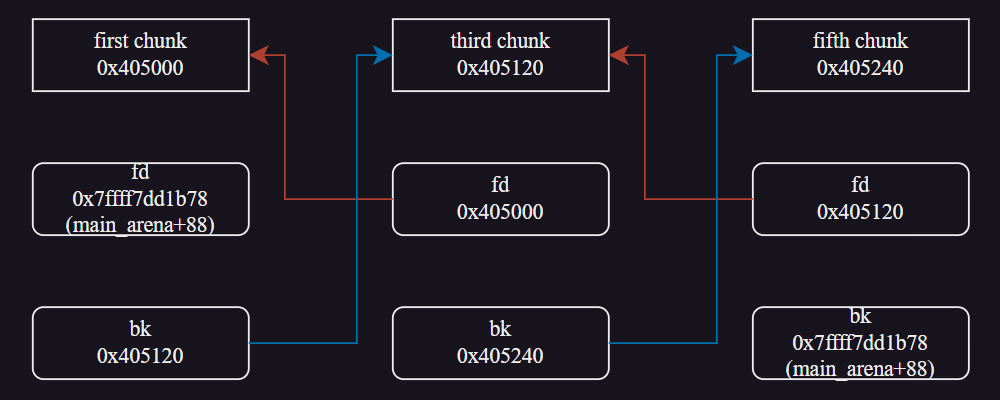 first chunk
0x405000
third chunk
0x405120
fifth chunk
0x405240
fd
0x7ffff7dd1b78
(main_arena+88)
fd
0x405000
fd
0x405120
bk
0x405120
bk
0x405240
bk
0x7ffff7dd1b78
(main_arena+88)